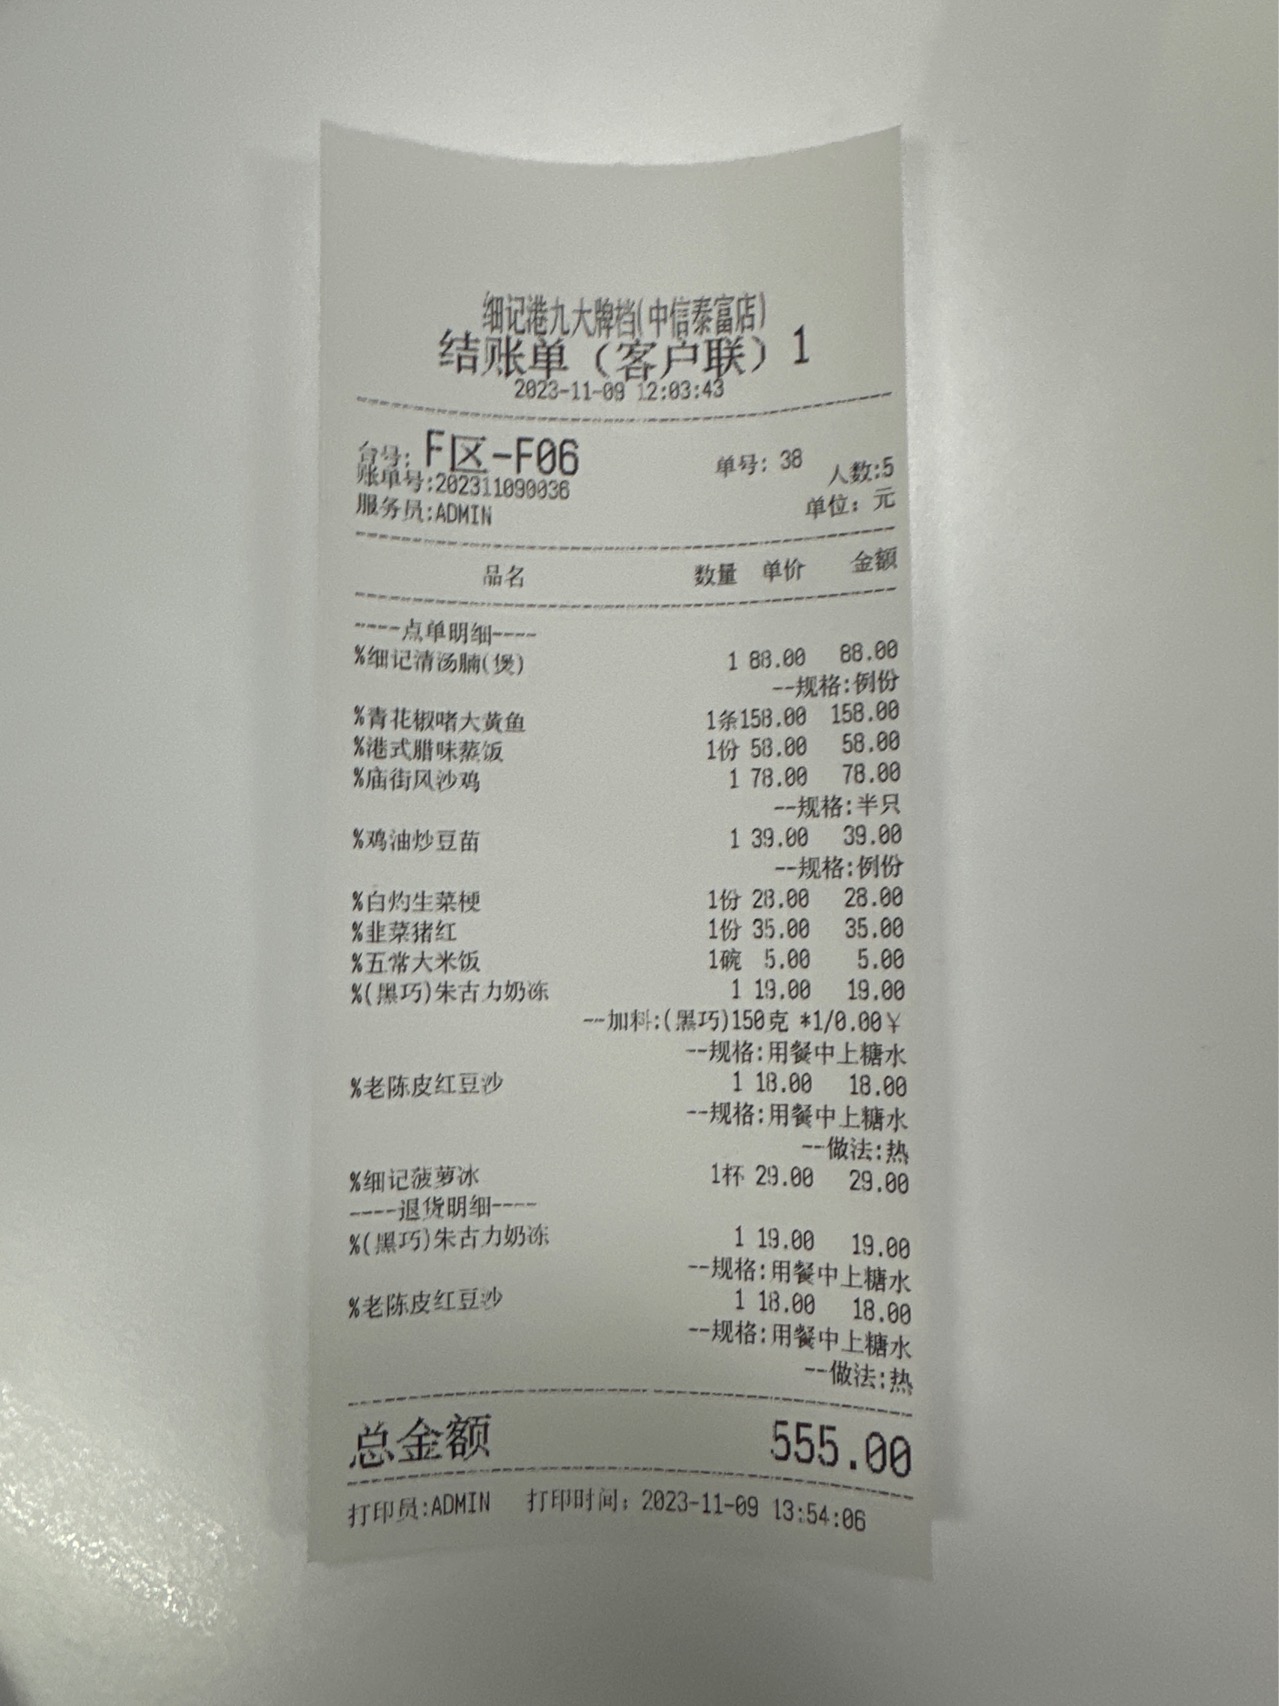 细记港九大牌档(中信泰富店)
结账单（客户联）1
2023-11-09 12:03:43
台号: F区-F06 单号: 38 人数:5
账单号:202311090036
服务员:ADMIN 单位: 元
品名 数量 单价 金额
----点单明细----
%细记清汤腩(煲) 1 88.00 88.00
--规格:例份
%青花椒啫大黄鱼 1条158.00 158.00
%港式腊味蒸饭 1份 58.00 58.00
%庙街风沙鸡 1 78.00 78.00
--规格:半只
%鸡油炒豆苗 1 39.00 39.00
--规格:例份
%白灼生菜梗 1份 28.00 28.00
%韭菜猪红 1份 35.00 35.00
%五常大米饭 1碗 5.00 5.00
%(黑巧)朱古力奶冻 1 19.00 19.00
--加料:(黑巧)150克 *1/0.00¥
--规格:用餐中上糖水
%老陈皮红豆沙 1 18.00 18.00
--规格:用餐中上糖水
--做法:热
%细记菠萝冰 1杯 29.00 29.00
----退货明细----
%(黑巧)朱古力奶冻 1 19.00 19.00
--规格:用餐中上糖水
%老陈皮红豆沙 1 18.00 18.00
--规格:用餐中上糖水
--做法:热
总金额 555.00
打印员:ADMIN 打印时间: 2023-11-09 13:54:06